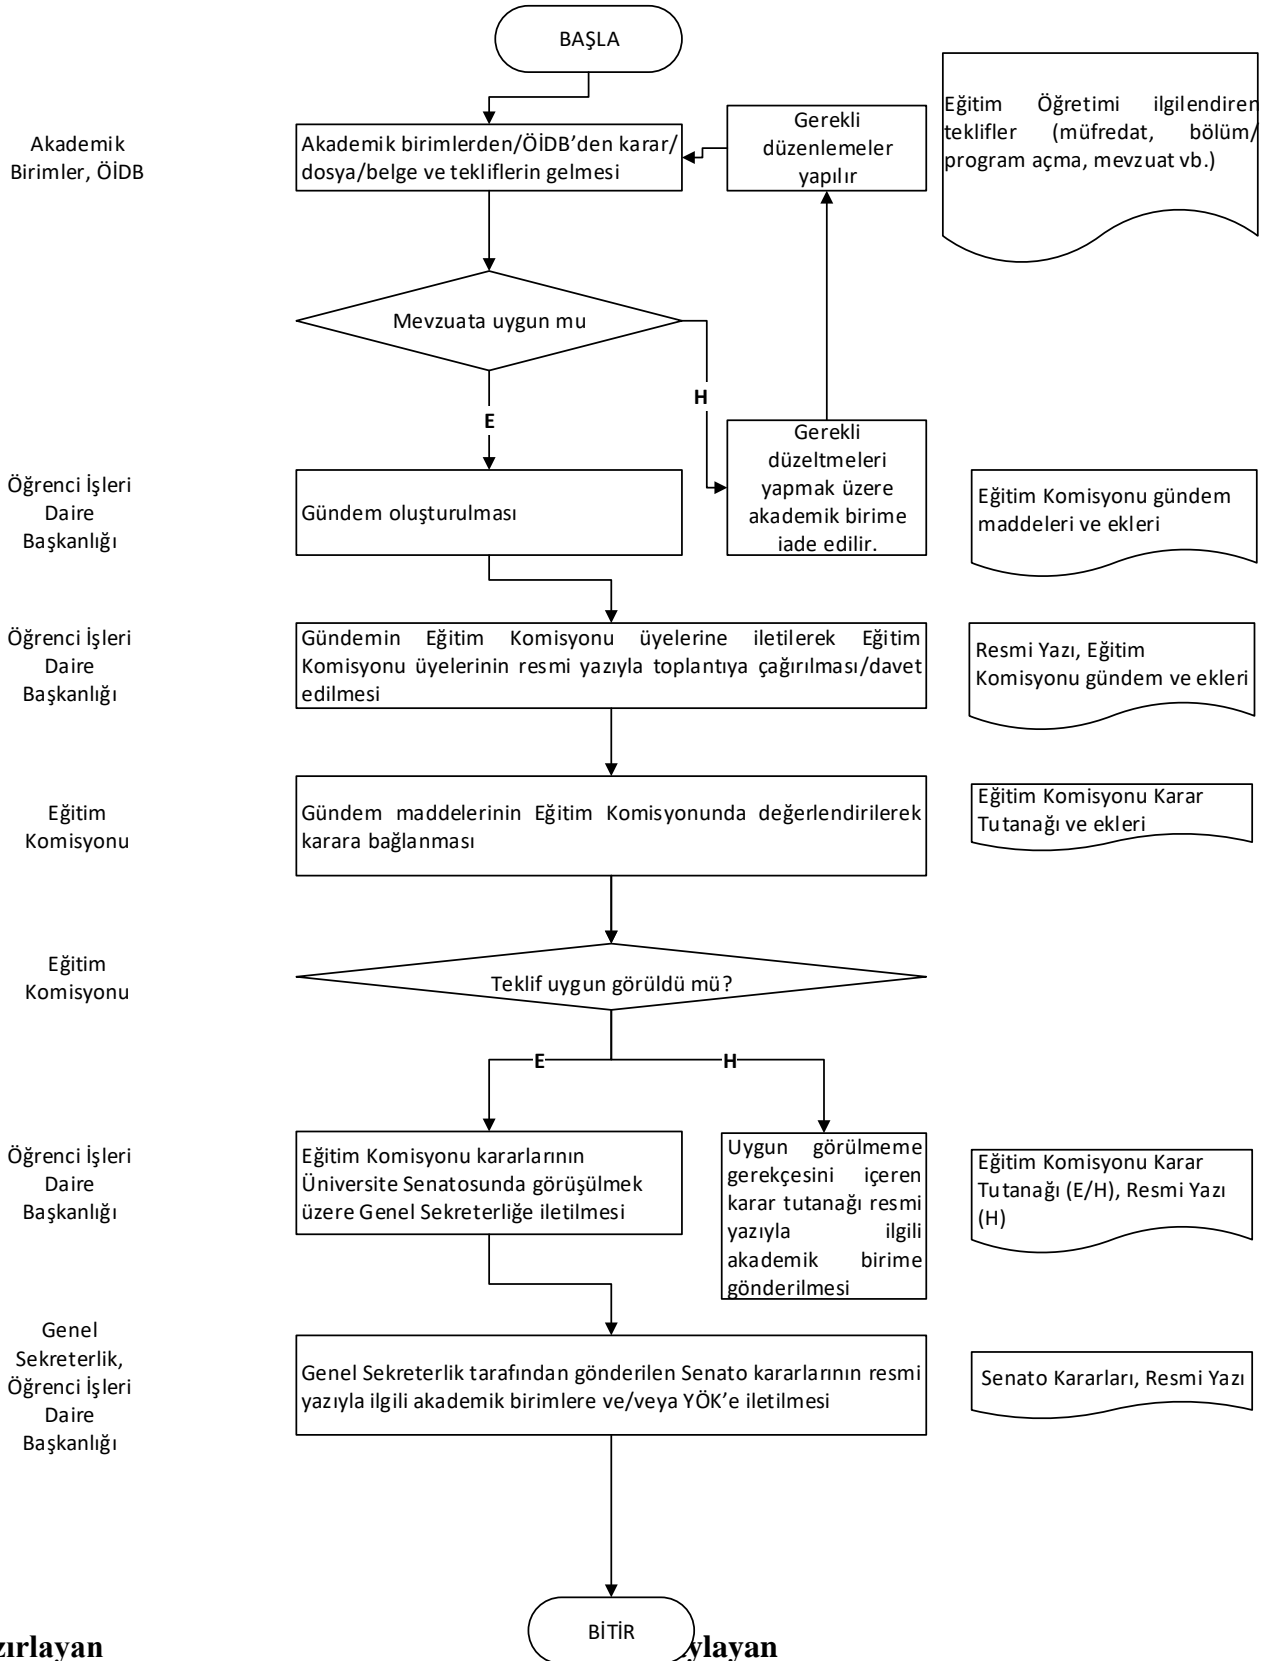 BAŞLA
Akademik
Birimler, ÖİDB
Akademik birimlerden/ÖİDB’den karar/
dosya/belge ve tekliflerin gelmesi
Gerekli
düzenlemeler
yapılır
Eğitim Öğretimi ilgilendiren
teklifler (müfredat, bölüm/
program açma, mevzuat vb.)
Mevzuata uygun mu
H
E
Öğrenci İşleri
Daire
Başkanlığı
Gündem oluşturulması
Gerekli
düzeltmeleri
yapmak üzere
akademik birime
iade edilir.
Eğitim Komisyonu gündem
maddeleri ve ekleri
Öğrenci İşleri
Daire
Başkanlığı
Gündemin Eğitim Komisyonu üyelerine iletilerek Eğitim
Komisyonu üyelerinin resmi yazıyla toplantıya çağırılması/davet
edilmesi
Resmi Yazı, Eğitim
Komisyonu gündem ve ekleri
Eğitim
Komisyonu
Gündem maddelerinin Eğitim Komisyonunda değerlendirilerek
karara bağlanması
Eğitim Komisyonu Karar
Tutanağı ve ekleri
Eğitim
Komisyonu
Teklif uygun görüldü mü?
E
H
Öğrenci İşleri
Daire
Başkanlığı
Eğitim Komisyonu kararlarının
Üniversite Senatosunda görüşülmek
üzere Genel Sekreterliğe iletilmesi
Uygun görülmeme
gerekçesini içeren
karar tutanağı resmi
yazıyla ilgili
akademik birime
gönderilmesi
Eğitim Komisyonu Karar
Tutanağı (E/H), Resmi Yazı
(H)
Genel
Sekreterlik,
Öğrenci İşleri
Daire
Başkanlığı
Genel Sekreterlik tarafından gönderilen Senato kararlarının resmi
yazıyla ilgili akademik birimlere ve/veya YÖK’e iletilmesi
Senato Kararları, Resmi Yazı
BİTİR